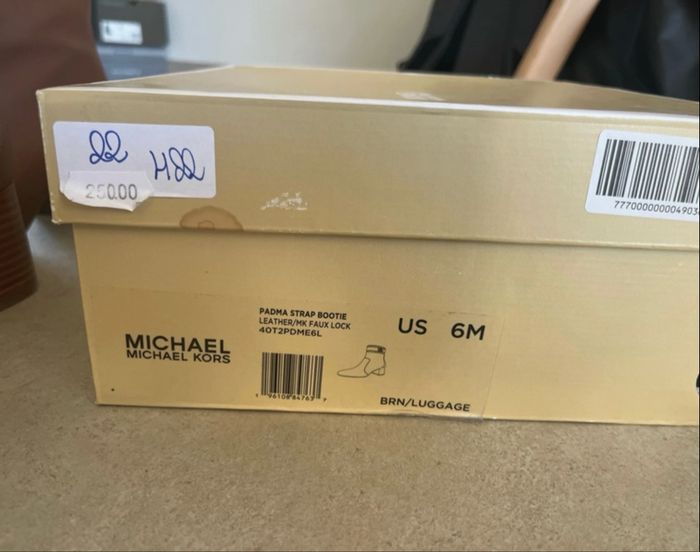 22 H22
250.00
MICHAEL
MICHAEL KORS
PADMA STRAP BOOTIE
LEATHER/MK FAUX LOCK
40T2PDME6L
US 6M
BRN/LUGGAGE